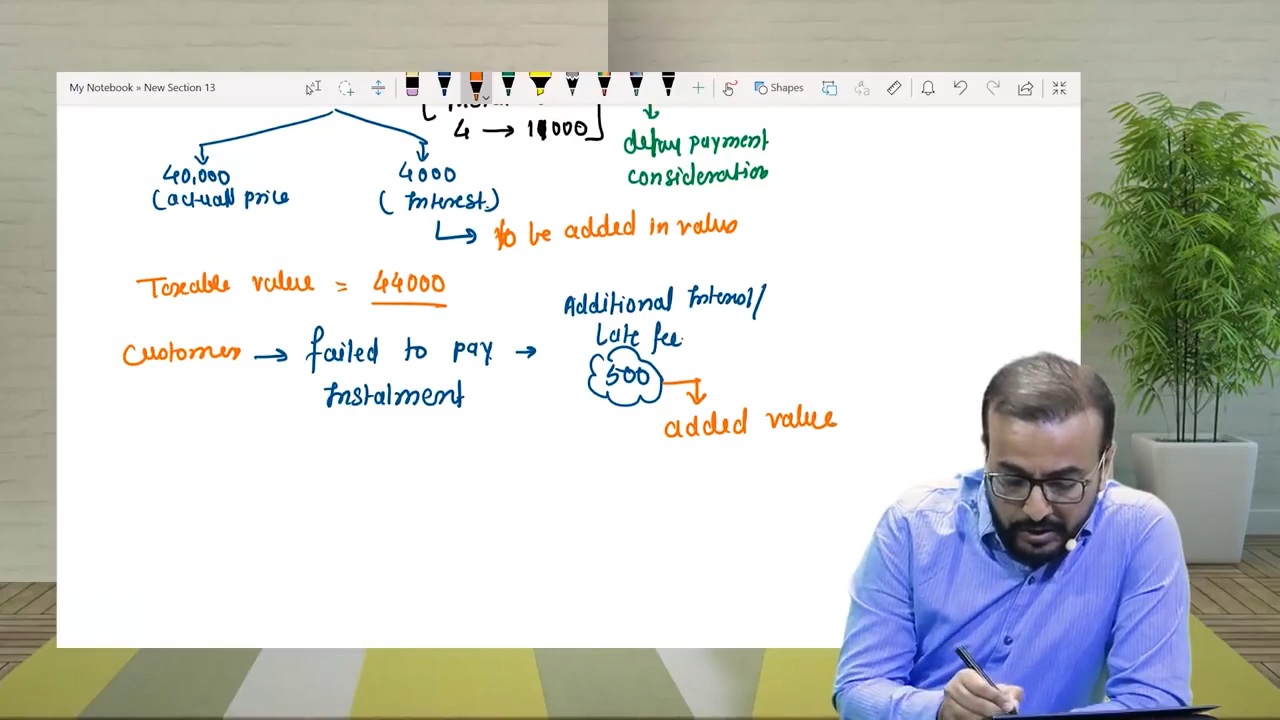 My Notebook » New Section 13
Shapes
4 → 11000]
defay payment
consideration
40,000
(actual price
4000
(Interest.)
to be added in value
Taxable value = 44000
Additional Interest/
Late fee
Customer → failed to pay →
Instalment
500
added value